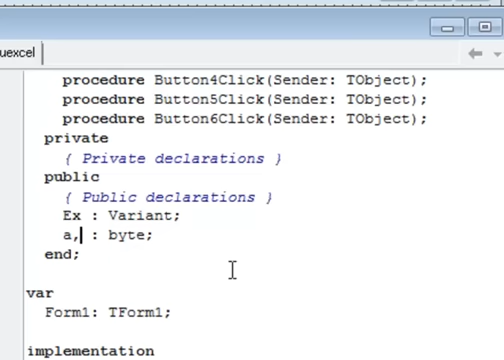 uexcel
procedure Button4Click(Sender: TObject);
procedure Button5Click(Sender: TObject);
procedure Button6Click(Sender: TObject);
private
{ Private declarations }
public
{ Public declarations }
Ex : Variant;
a, : byte;
end;
var
Form1: TForm1;
implementation